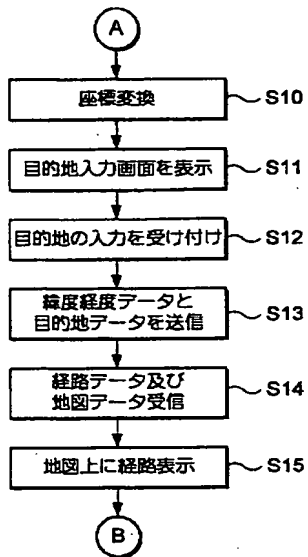 A
座標変換
S10
目的地入力画面を表示
S11
目的地の入力を受け付け
S12
緯度経度データと
目的地データを送信
S13
経路データ及び
地図データ受信
S14
地図上に経路表示
S15
B